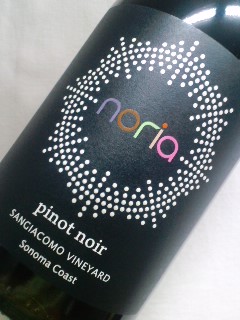 noria
pinot noir
SANGIACOMO VINEYARD
Sonoma Coast